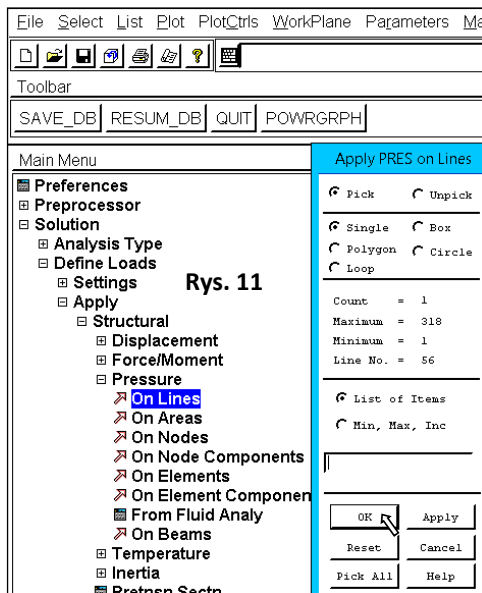 File Select List Plot PlotCtrls WorkPlane Parameters Ma
Toolbar
SAVE_DB RESUM_DB QUIT POWRGRPH
Main Menu
Preferences
Preprocessor
Solution
Analysis Type
Define Loads
Settings
Apply
Structural
Displacement
Force/Moment
Pressure
On Lines
On Areas
On Nodes
On Node Components
On Elements
On Element Componen
From Fluid Analy
On Beams
Temperature
Inertia
Pretnsn Sectn
Rys. 11
Apply PRES on Lines
Pick Unpick
Single Box
Polygon Circle
Loop
Count = 1
Maximum = 318
Minimum = 1
Line No. = 56
List of Items
Min, Max, Inc
OK Apply
Reset Cancel
Pick All Help